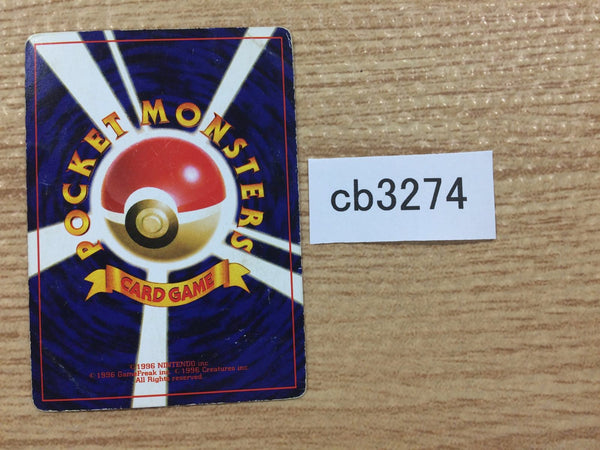 POCKET MONSTERS
CARD GAME
©1996 NINTENDO inc.
©1996 GameFreak inc. ©1996 Creatures inc.
All Rights reserved.
cb3274